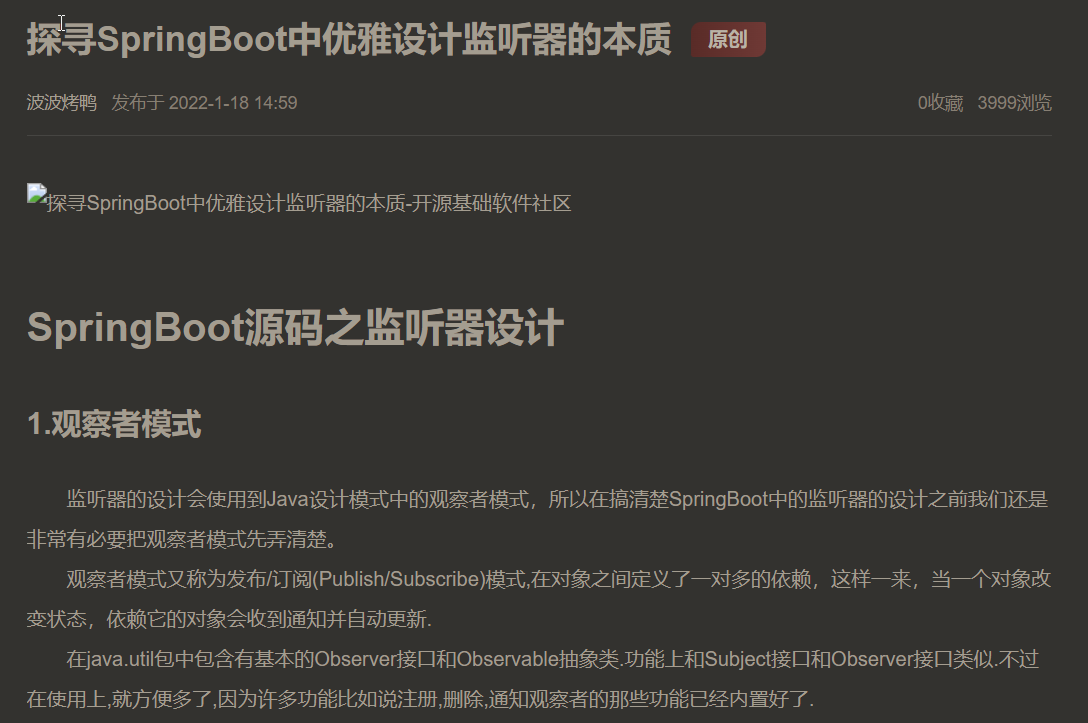 探寻SpringBoot中优雅设计监听器的本质 原创
波波烤鸭 发布于 2022-1-18 14:59 0收藏 3999浏览
探寻SpringBoot中优雅设计监听器的本质-开源基础软件社区
SpringBoot源码之监听器设计
1.观察者模式
监听器的设计会使用到Java设计模式中的观察者模式，所以在搞清楚SpringBoot中的监听器的设计之前我们还是
非常有必要把观察者模式先弄清楚。
观察者模式又称为发布/订阅(Publish/Subscribe)模式,在对象之间定义了一对多的依赖，这样一来，当一个对象改
变状态，依赖它的对象会收到通知并自动更新.
在java.util包中包含有基本的Observer接口和Observable抽象类.功能上和Subject接口和Observer接口类似.不过
在使用上,就方便多了,因为许多功能比如说注册,删除,通知观察者的那些功能已经内置好了.